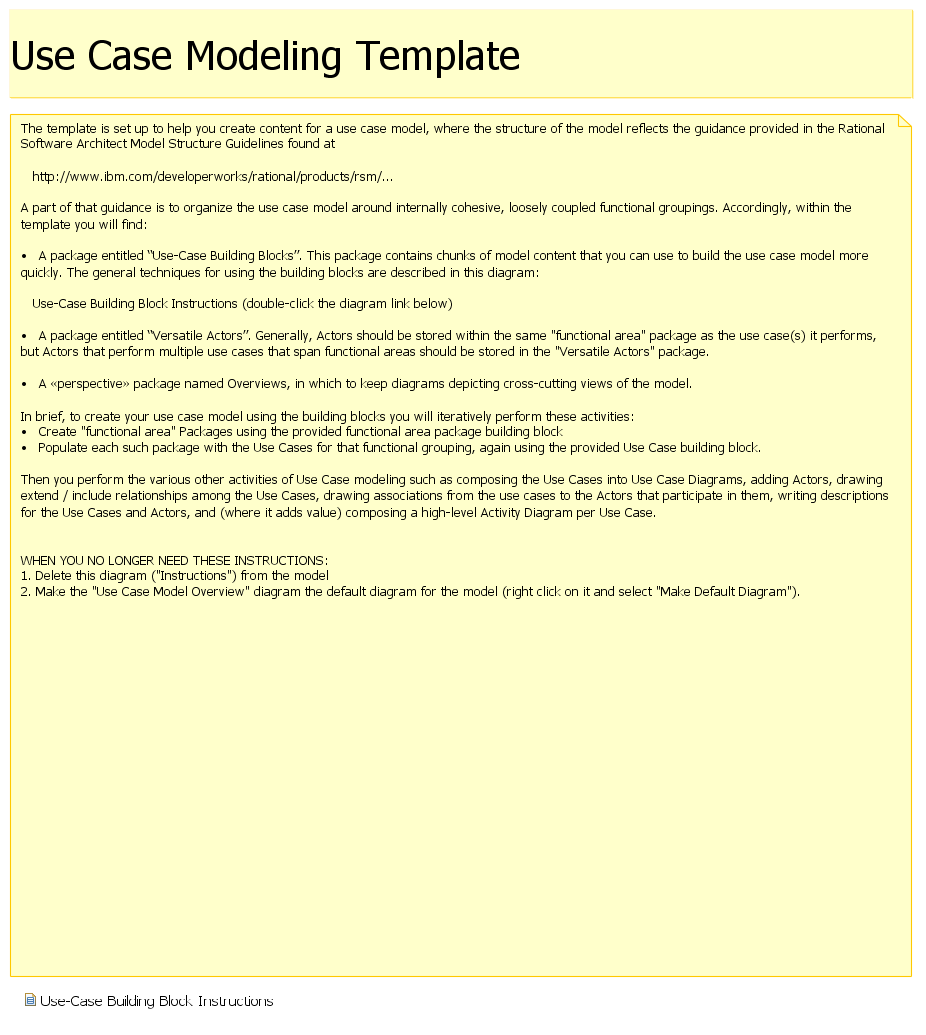 Use Case Modeling Template
The template is set up to help you create content for a use case model, where the structure of the model reflects the guidance provided in the Rational
Software Architect Model Structure Guidelines found at
http://www.ibm.com/developerworks/rational/products/rsm/...
A part of that guidance is to organize the use case model around internally cohesive, loosely coupled functional groupings. Accordingly, within the
template you will find:
• A package entitled “Use-Case Building Blocks”. This package contains chunks of model content that you can use to build the use case model more
quickly. The general techniques for using the building blocks are described in this diagram:
Use-Case Building Block Instructions (double-click the diagram link below)
• A package entitled “Versatile Actors”. Generally, Actors should be stored within the same "functional area" package as the use case(s) it performs,
but Actors that perform multiple use cases that span functional areas should be stored in the "Versatile Actors" package.
• A «perspective» package named Overviews, in which to keep diagrams depicting cross-cutting views of the model.
In brief, to create your use case model using the building blocks you will iteratively perform these activities:
• Create "functional area" Packages using the provided functional area package building block
• Populate each such package with the Use Cases for that functional grouping, again using the provided Use Case building block.
Then you perform the various other activities of Use Case modeling such as composing the Use Cases into Use Case Diagrams, adding Actors, drawing
extend / include relationships among the Use Cases, drawing associations from the use cases to the Actors that participate in them, writing descriptions
for the Use Cases and Actors, and (where it adds value) composing a high-level Activity Diagram per Use Case.
WHEN YOU NO LONGER NEED THESE INSTRUCTIONS:
1. Delete this diagram ("Instructions") from the model
2. Make the "Use Case Model Overview" diagram the default diagram for the model (right click on it and select "Make Default Diagram").
Use-Case Building Block Instructions